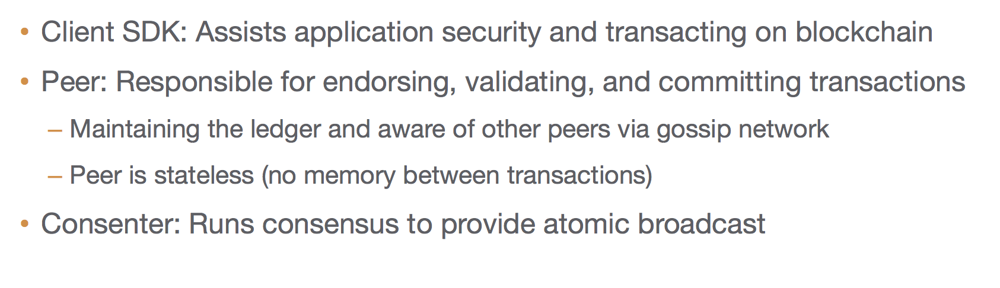 • Client SDK: Assists application security and transacting on blockchain
• Peer: Responsible for endorsing, validating, and committing transactions
– Maintaining the ledger and aware of other peers via gossip network
– Peer is stateless (no memory between transactions)
• Consenter: Runs consensus to provide atomic broadcast